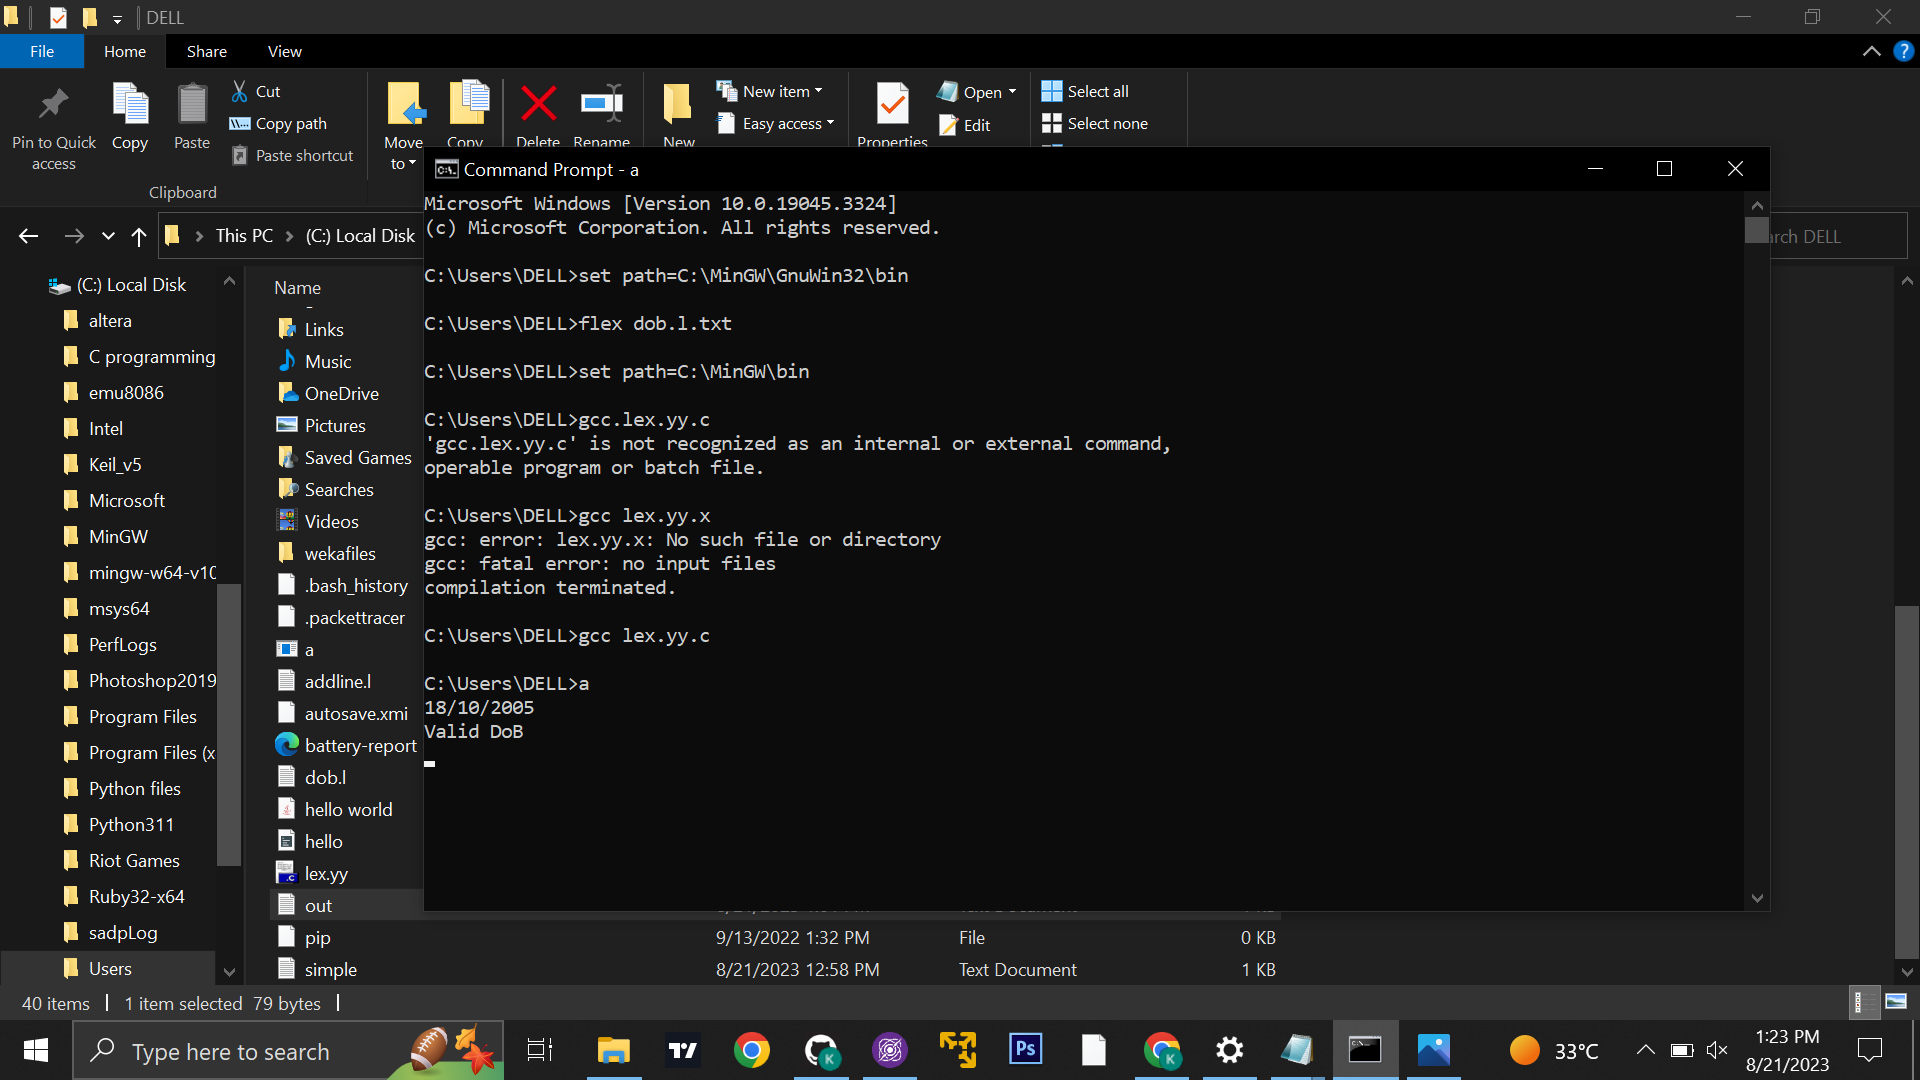 DELL
File
Home
Share
View
Pin to Quick access
Copy
Paste
Cut
Copy path
Paste shortcut
Clipboard
Move to
Copy
Delete
Rename
New
New item
Easy access
Properties
Open
Edit
Select all
Select none
This PC
(C:) Local Disk
DELL
(C:) Local Disk
altera
C programming
emu8086
Intel
Keil_v5
Microsoft
MinGW
mingw-w64-v10
msys64
PerfLogs
Photoshop2019
Program Files
Program Files (x
Python files
Python311
Riot Games
Ruby32-x64
sadpLog
Users
Name
Links
Music
OneDrive
Pictures
Saved Games
Searches
Videos
wekafiles
.bash_history
.packettracer
a
addline.l
autosave.xmi
battery-report
dob.l
hello world
hello
lex.yy
out
pip 9/13/2022 1:32 PM File 0 KB
simple 8/21/2023 12:58 PM Text Document 1 KB
Command Prompt - a
Microsoft Windows [Version 10.0.19045.3324]
(c) Microsoft Corporation. All rights reserved.
C:\Users\DELL>set path=C:\MinGW\GnuWin32\bin
C:\Users\DELL>flex dob.l.txt
C:\Users\DELL>set path=C:\MinGW\bin
C:\Users\DELL>gcc.lex.yy.c
'gcc.lex.yy.c' is not recognized as an internal or external command,
operable program or batch file.
C:\Users\DELL>gcc lex.yy.x
gcc: error: lex.yy.x: No such file or directory
gcc: fatal error: no input files
compilation terminated.
C:\Users\DELL>gcc lex.yy.c
C:\Users\DELL>a
18/10/2005
Valid DoB
40 items
1 item selected 79 bytes
Type here to search
Ps
33°C
1:23 PM
8/21/2023